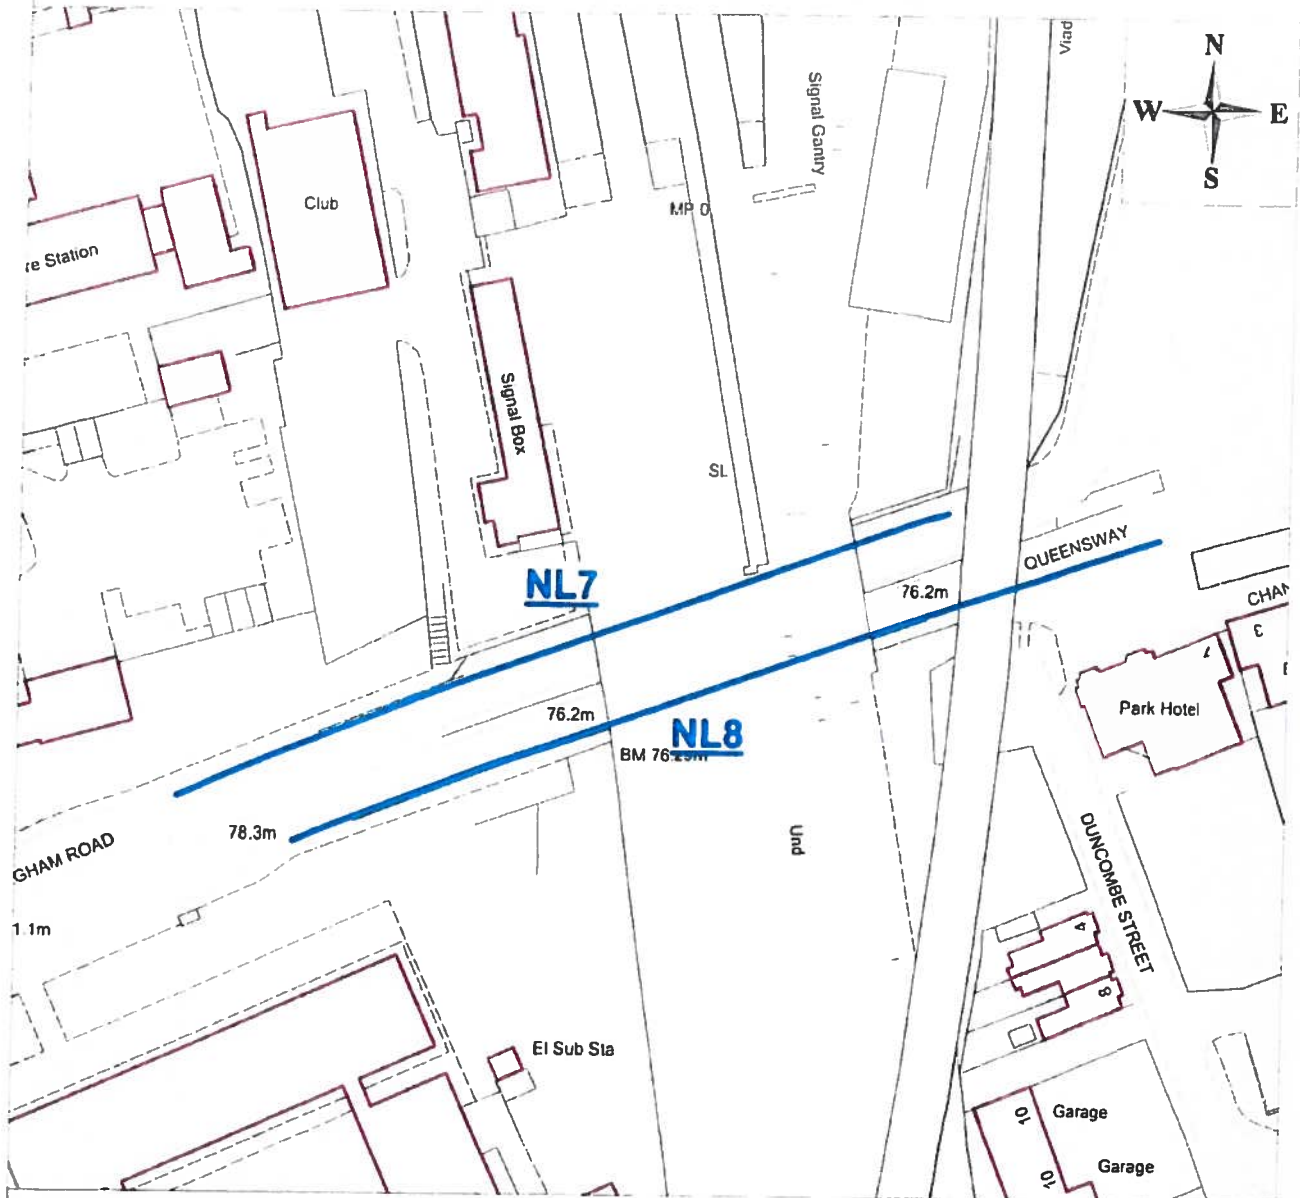 Viad
N
W E
S
Signal Gantry
Club
MP 0
re Station
Signal Box
SL
QUEENSWAY
NL7
76.2m
CHAN
3
1
Park Hotel
76.2m
NL8
BM 76.29m
78.3m
Und
GHAM ROAD
DUNCOMBE STREET
1.1m
4
8
El Sub Sta
10
Garage
10
Garage